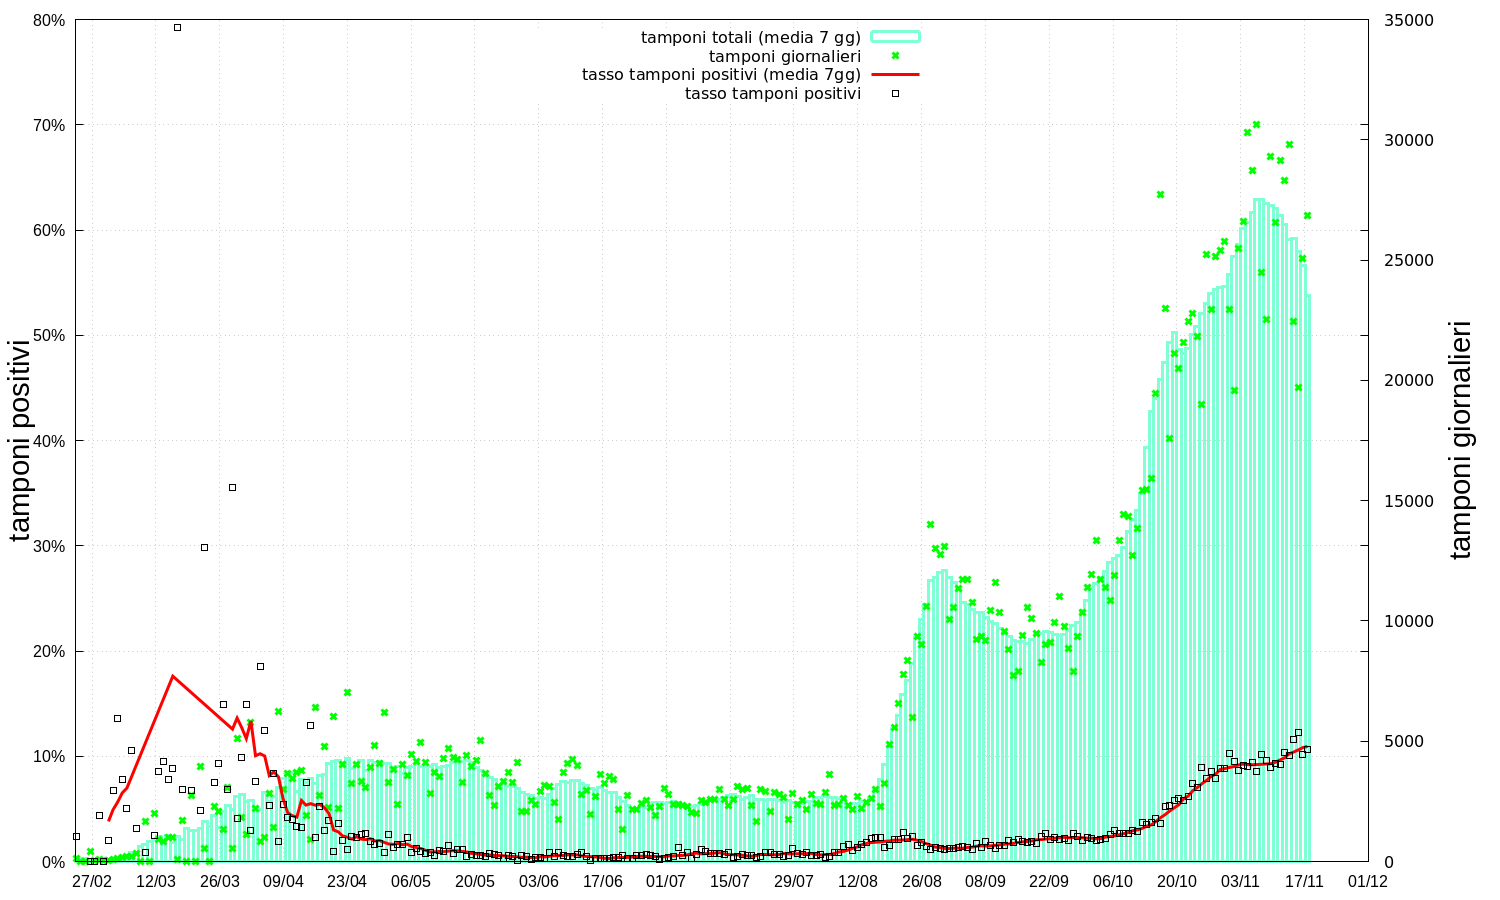 tamponi totali (media 7 gg)
tamponi giornalieri
tasso tamponi positivi (media 7gg)
tasso tamponi positivi
80%
70%
60%
50%
40%
30%
20%
10%
0%
tamponi positivi
35000
30000
25000
20000
15000
10000
5000
0
tamponi giornalieri
27/02 12/03 26/03 09/04 23/04 06/05 20/05 03/06 17/06 01/07 15/07 29/07 12/08 26/08 08/09 22/09 06/10 20/10 03/11 17/11 01/12